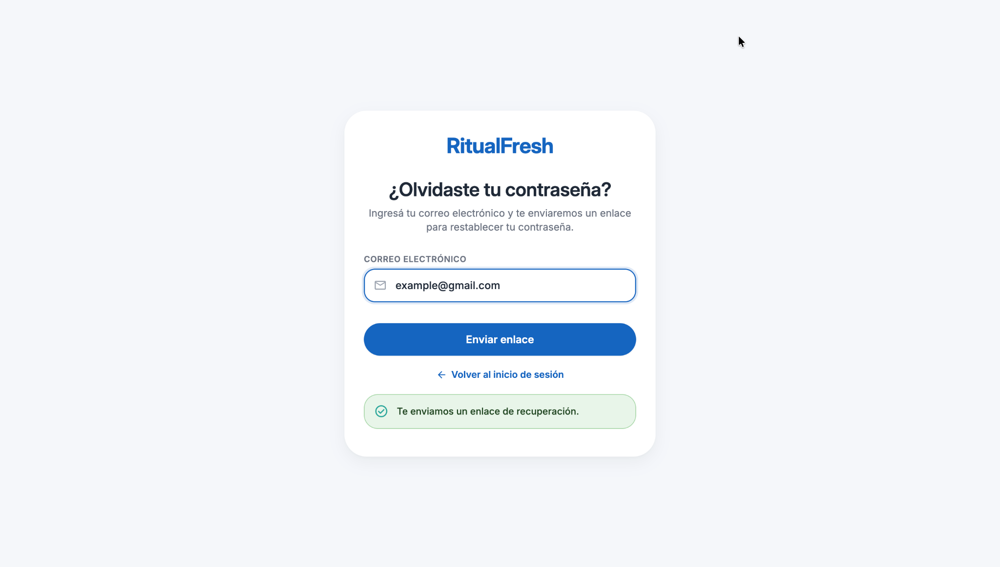 RitualFresh
¿Olvidaste tu contraseña?
Ingresá tu correo electrónico y te enviaremos un enlace
para restablecer tu contraseña.
CORREO ELECTRÓNICO
example@gmail.com
Enviar enlace
← Volver al inicio de sesión
Te enviamos un enlace de recuperación.